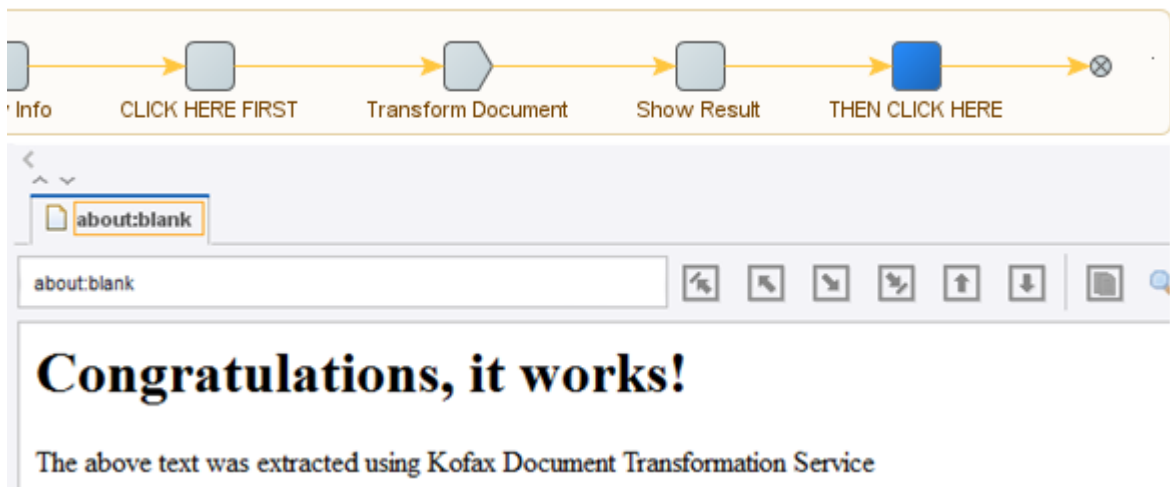 Info CLICK HERE FIRST Transform Document Show Result THEN CLICK HERE
about:blank
about:blank
Congratulations, it works!
The above text was extracted using Kofax Document Transformation Service